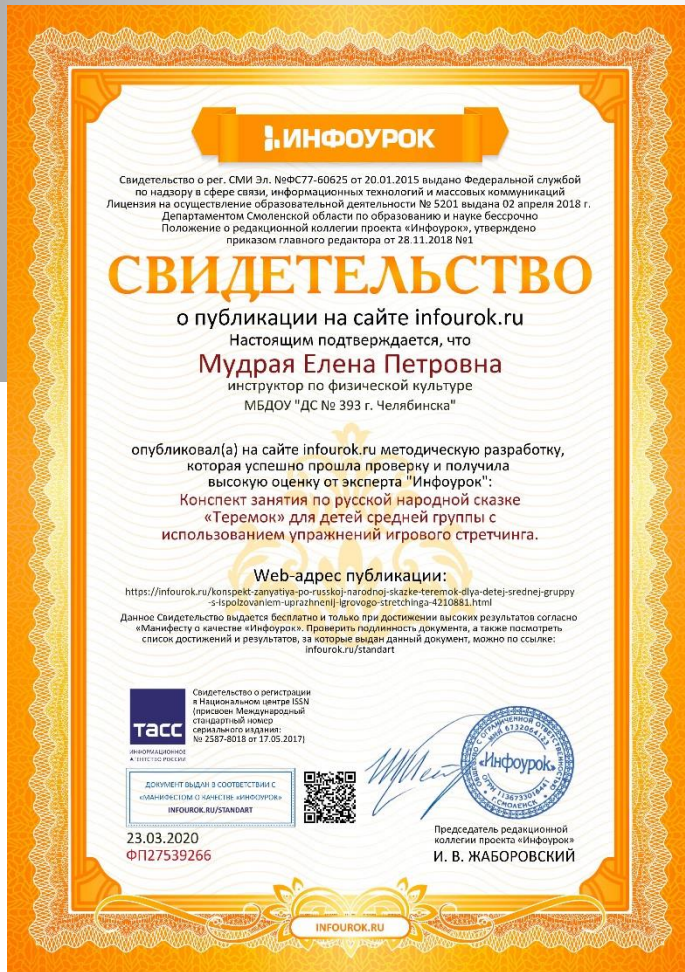 ИНФОУРОК
Свидетельство о рег. СМИ Эл. №ФС77-60625 от 20.01.2015 выдано Федеральной службой
по надзору в сфере связи, информационных технологий и массовых коммуникаций
Лицензия на осуществление образовательной деятельности № 5201 выдана 02 апреля 2018 г.
Департаментом Смоленской области по образованию и науке бессрочно
Положение о редакционной коллегии проекта «Инфоурок», утверждено
приказом главного редактора от 28.11.2018 №1
СВИДЕТЕЛЬСТВО
о публикации на сайте infourok.ru
Настоящим подтверждается, что
Мудрая Елена Петровна
инструктор по физической культуре
МБДОУ "ДС № 393 г. Челябинска"
опубликовал(а) на сайте infourok.ru методическую разработку,
которая успешно прошла проверку и получила
высокую оценку от эксперта "Инфоурок":
Конспект занятия по русской народной сказке
«Теремок» для детей средней группы с
использованием упражнений игрового стретчинга.
Web-адрес публикации:
https://infourok.ru/konspekt-zanyatiya-po-russkoj-narodnoj-skazke-teremok-dlya-detej-srednej-gruppy
-s-ispolzovaniem-uprazhnenij-igrovogo-stretchinga-4210881.html
Данное Свидетельство выдается бесплатно и только при достижении высоких результатов согласно
«Манифесту о качестве «Инфоурок». Проверить подлинность документа, а также посмотреть
список достижений и результатов, за которые выдан данный документ, можно по ссылке:
infourok.ru/standart
Свидетельство о регистрации
в Национальном центре ISSN
(присвоен Международный
стандартный номер
сериального издания:
№ 2587-8018 от 17.05.2017)
ТАСС
ИНФОРМАЦИОННОЕ
АГЕНТСТВО РОССИИ
ДОКУМЕНТ ВЫДАН В СООТВЕТСТВИИ С
«МАНИФЕСТОМ О КАЧЕСТВЕ «ИНФОУРОК»
INFOUROK.RU/STANDART
«Инфоурок»
г.СМОЛЕНСК
23.03.2020
ФП27539266
Председатель редакционной
коллегии проекта «Инфоурок»
И. В. ЖАБОРОВСКИЙ
INFOUROK.RU